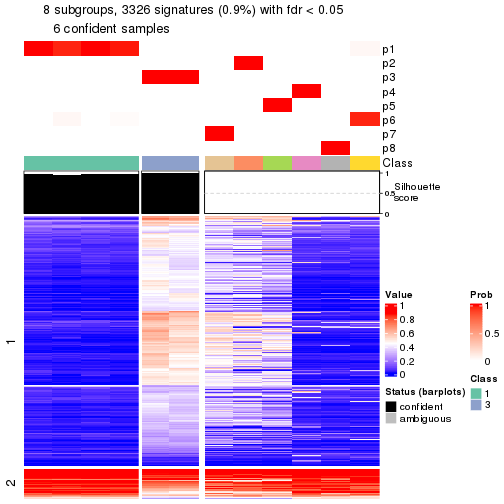 8 subgroups, 3326 signatures (0.9%) with fdr < 0.05
6 confident samples
p1
p2
p3
p4
p5
p6
p7
p8
Class
1
0.5
0
Silhouette
score
1
2
Value
1
0.8
0.6
0.4
0.2
0
Prob
1
0.5
0
Status (barplots)
confident
ambiguous
Class
1
3